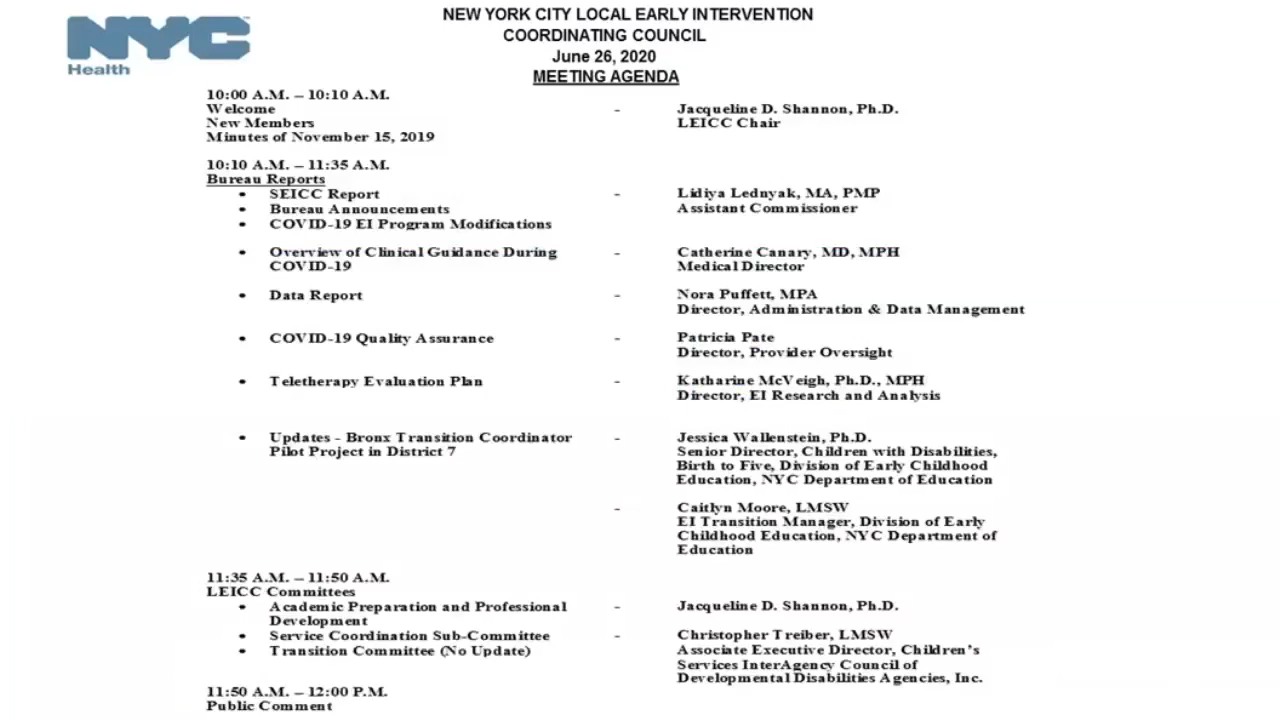 NYC
Health
NEW YORK CITY LOCAL EARLY INTERVENTION
COORDINATING COUNCIL
June 26, 2020
MEETING AGENDA
10:00 A.M. – 10:10 A.M.
Welcome - Jacqueline D. Shannon, Ph.D.
New Members LEICC Chair
Minutes of November 15, 2019
10:10 A.M. – 11:35 A.M.
Bureau Reports
• SEICC Report - Lidiya Lednyak, MA, PMP
• Bureau Announcements Assistant Commissioner
• COVID-19 EI Program Modifications
• Overview of Clinical Guidance During - Catherine Canary, MD, MPH
COVID-19 Medical Director
• Data Report - Nora Puffett, MPA
Director, Administration & Data Management
• COVID-19 Quality Assurance - Patricia Pate
Director, Provider Oversight
• Teletherapy Evaluation Plan - Katharine McVeigh, Ph.D., MPH
Director, EI Research and Analysis
• Updates - Bronx Transition Coordinator - Jessica Wallenstein, Ph.D.
Pilot Project in District 7 Senior Director, Children with Disabilities,
Birth to Five, Division of Early Childhood
Education, NYC Department of Education
- Caitlyn Moore, LMSW
EI Transition Manager, Division of Early
Childhood Education, NYC Department of
Education
11:35 A.M. – 11:50 A.M.
LEICC Committees
• Academic Preparation and Professional - Jacqueline D. Shannon, Ph.D.
Development
• Service Coordination Sub-Committee - Christopher Treiber, LMSW
• Transition Committee (No Update) Associate Executive Director, Children’s
Services InterAgency Council of
Developmental Disabilities Agencies, Inc.
11:50 A.M. – 12:00 P.M.
Public Comment